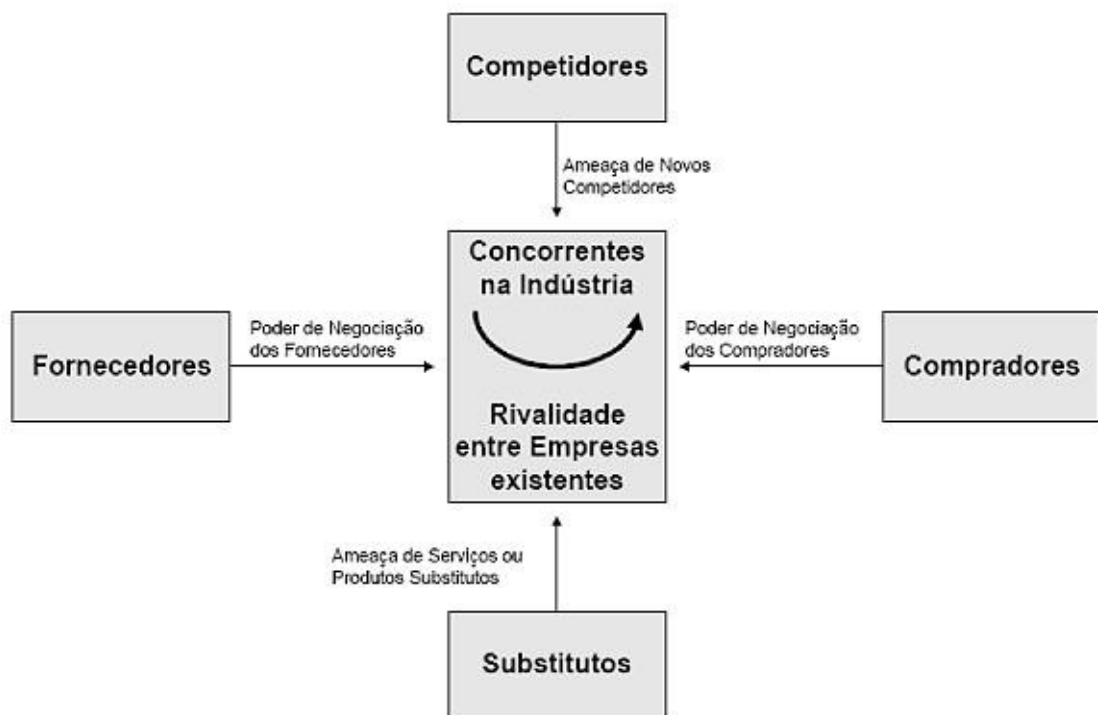 Competidores
Ameaça de Novos
Competidores
Concorrentes
na Indústria
Poder de Negociação
dos Fornecedores
Poder de Negociação
dos Compradores
Fornecedores
Compradores
Rivalidade
entre Empresas
existentes
Ameaça de Serviços ou
Produtos Substitutos
Substitutos